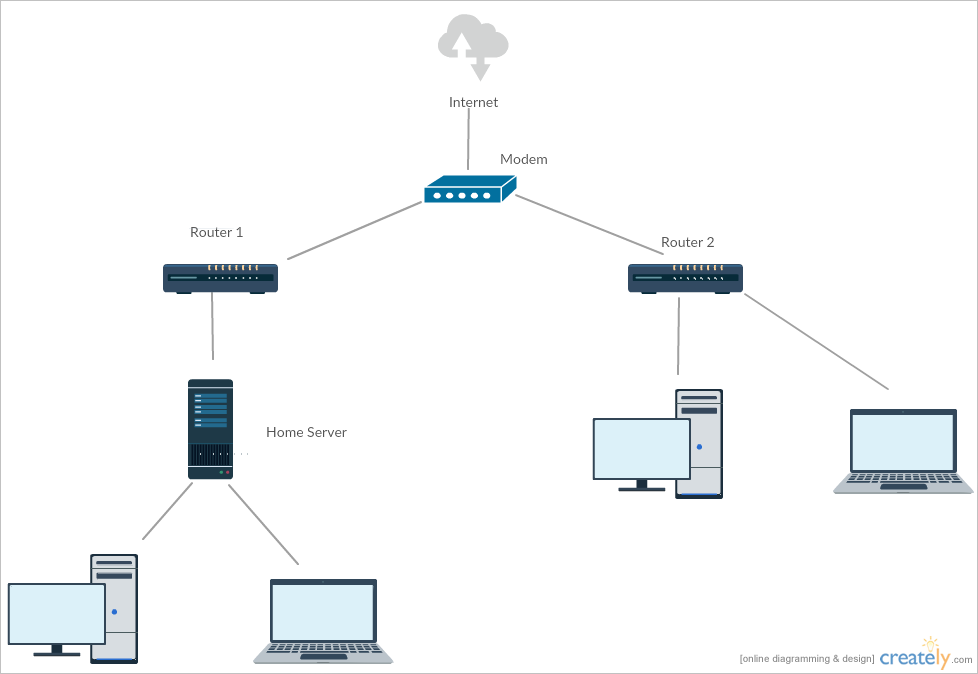 Internet
Modem
Router 1
Router 2
Home Server
[online diagramming & design] creately.com